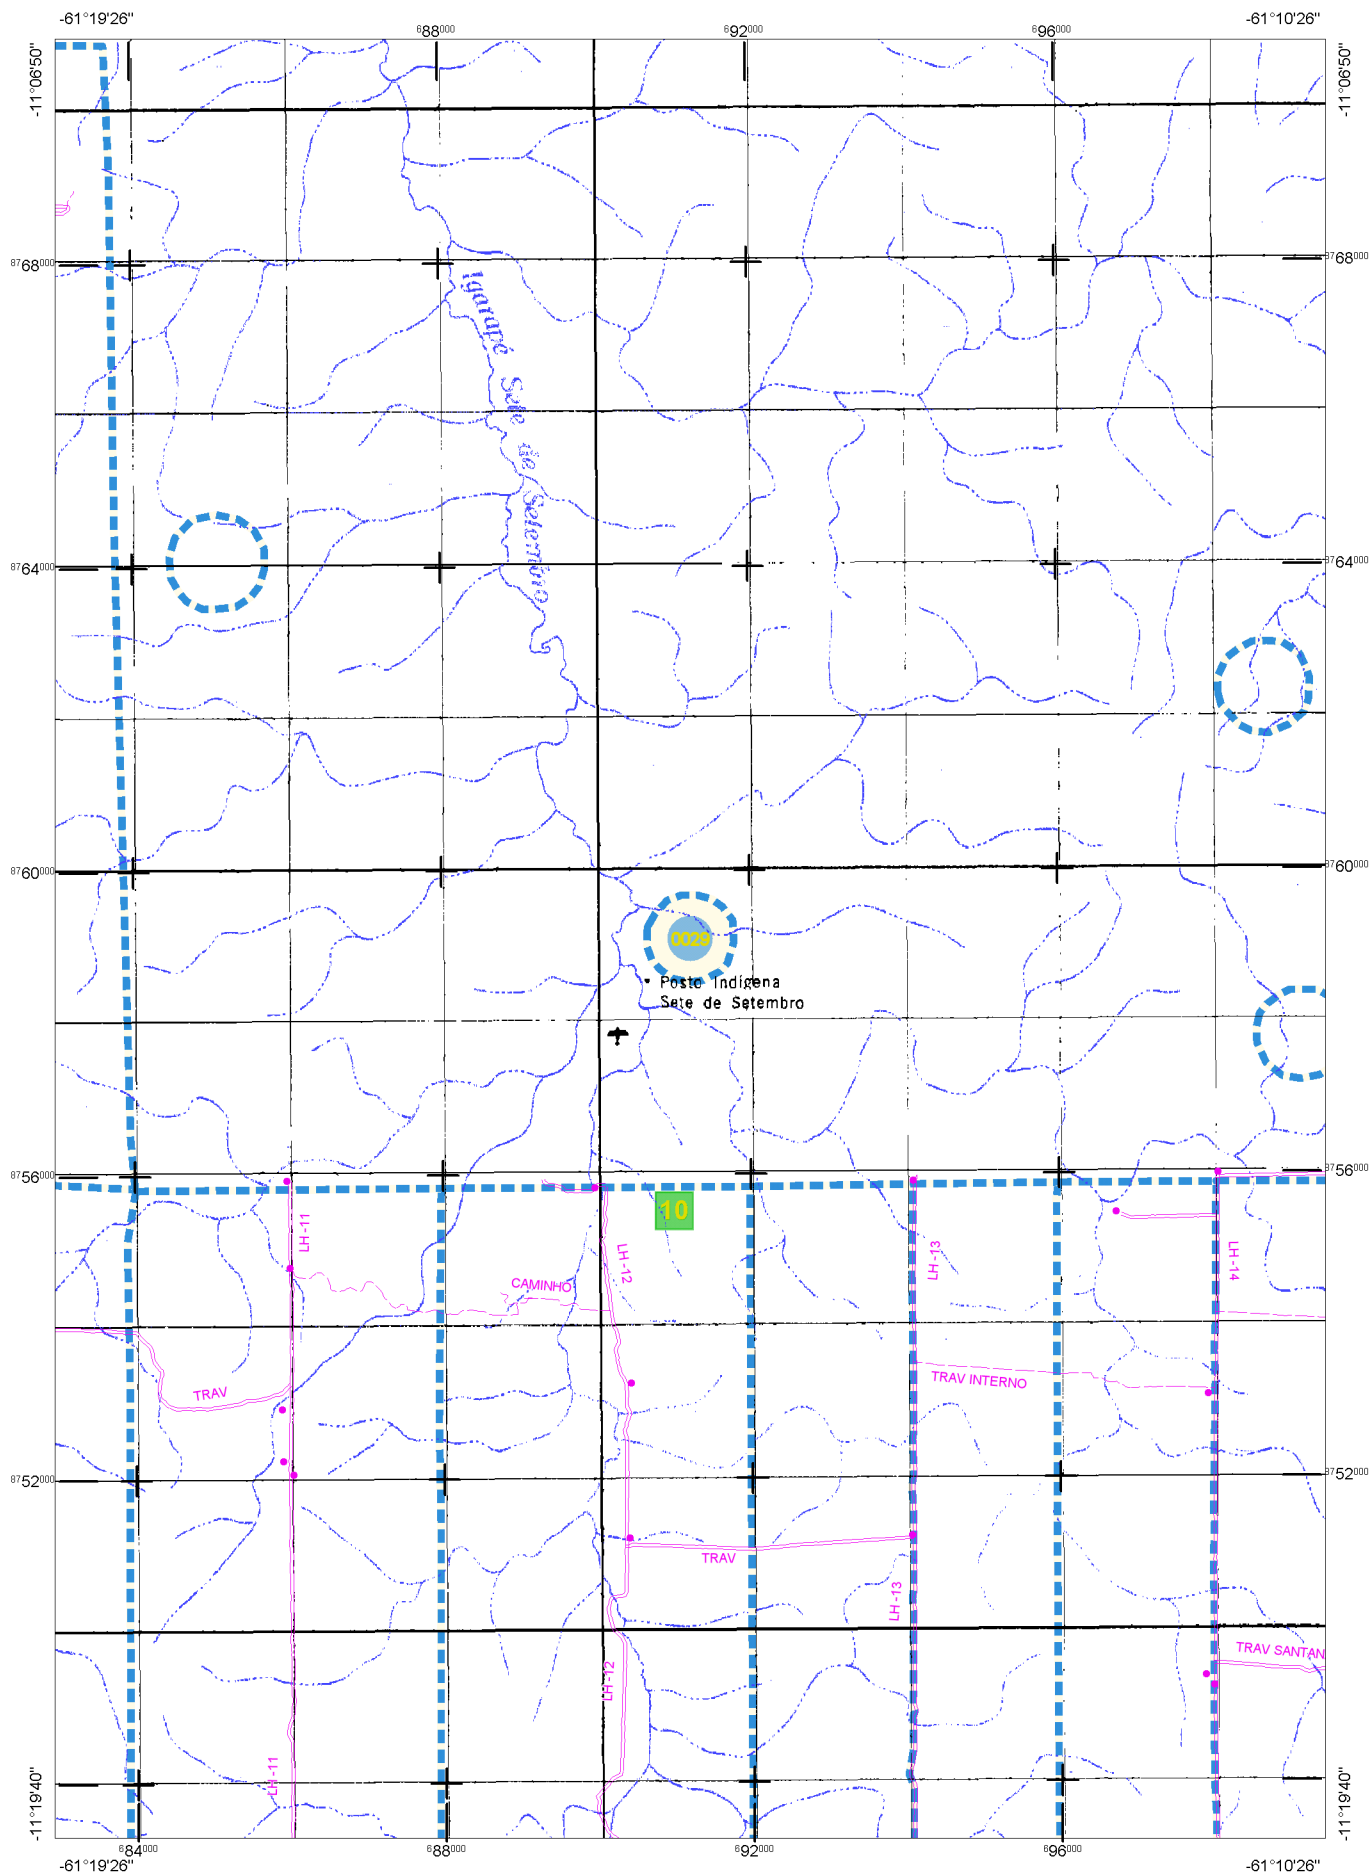 -61°19'26"
-61°10'26"
688000
692000
696000
-11°06'50"
-11°06'50"
8768000
8768000
Igarapé Sete de Setembro
8764000
8764000
8760000
8760000
0029
Posto Indígena
Sete de Setembro
8756000
8756000
10
LH-11
LH-12
LH-13
LH-14
CAMINHO
TRAV
TRAV INTERNO
8752000
8752000
TRAV
LH-13
TRAV SANTAN
LH-12
LH-11
-11°19'40"
-11°19'40"
684000
688000
692000
696000
-61°19'26"
-61°10'26"